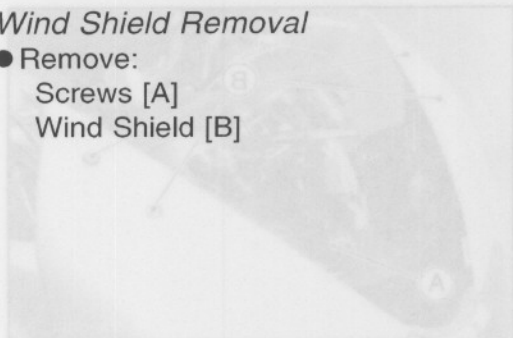 Wind Shield Removal
● Remove:
Screws [A]
Wind Shield [B]
B
A